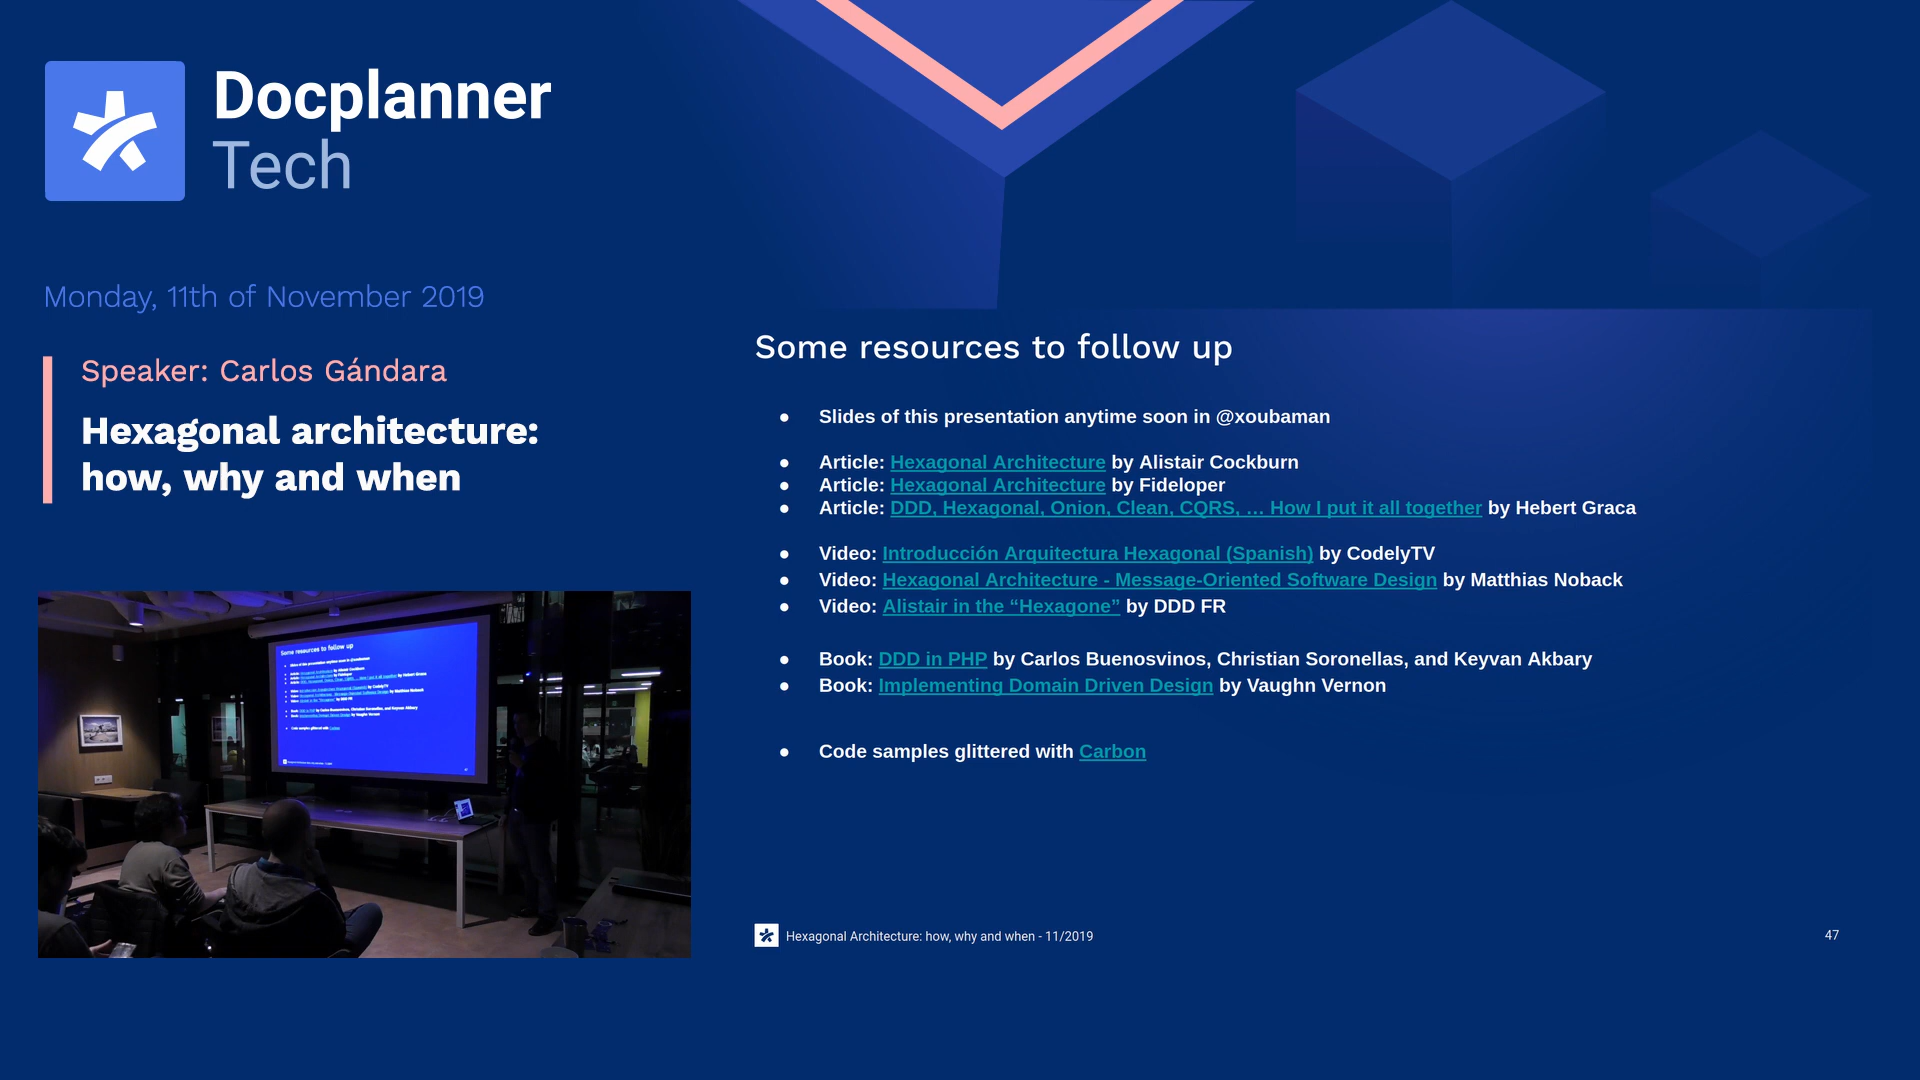 Docplanner
Tech
Monday, 11th of November 2019
Speaker: Carlos Gándara
Hexagonal architecture:
how, why and when
Some resources to follow up
Some resources to follow up
● Slides of this presentation anytime soon in @xoubaman
● Article: Hexagonal Architecture by Alistair Cockburn
● Article: Hexagonal Architecture by Fideloper
● Article: DDD, Hexagonal, Onion, Clean, CQRS, … How I put it all together by Hebert Graca
● Video: Introducción Arquitectura Hexagonal (Spanish) by CodelyTV
● Video: Hexagonal Architecture - Message-Oriented Software Design by Matthias Noback
● Video: Alistair in the “Hexagone” by DDD FR
● Book: DDD in PHP by Carlos Buenosvinos, Christian Soronellas, and Keyvan Akbary
● Book: Implementing Domain Driven Design by Vaughn Vernon
● Code samples glittered with Carbon
Hexagonal Architecture: how, why and when - 11/2019
47